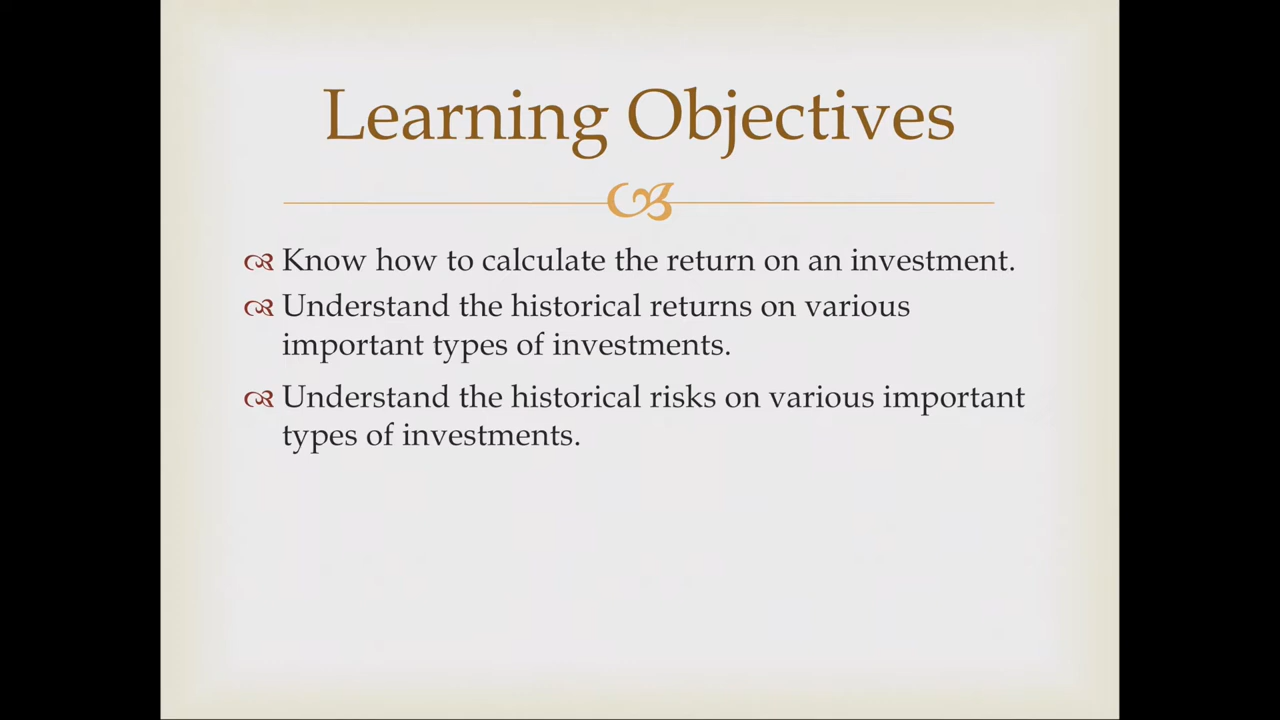 Learning Objectives
Know how to calculate the return on an investment.
Understand the historical returns on various
important types of investments.
Understand the historical risks on various important
types of investments.